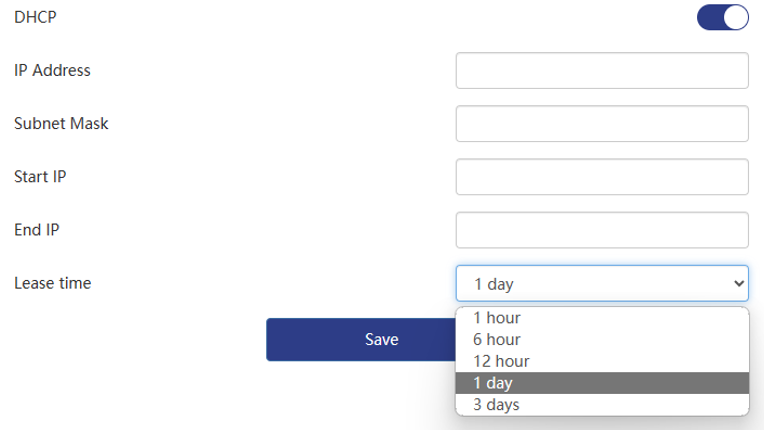 DHCP
IP Address
Subnet Mask
Start IP
End IP
Lease time
1 day
Save
1 hour
6 hour
12 hour
1 day
3 days